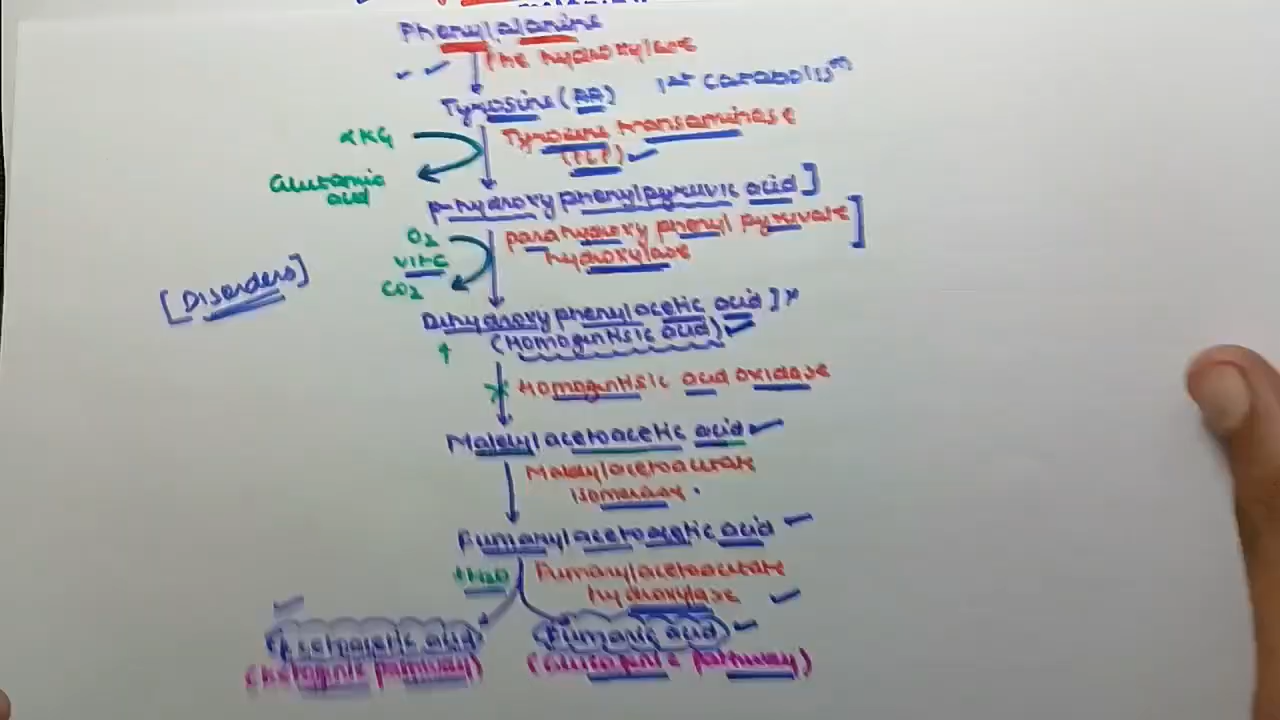 Phenylalanine
Phe hydroxylase
Tyrosine (AA)
1st catabolism
αKG
Tyrosine transaminase
(PLP)
Glutamic
acid
p-hydroxy phenylpyruvic acid]
O2
parahydroxy phenyl pyruvate]
hydroxylase
vit C
CO2
[Disorders]
Dihydroxyphenylacetic acid]*
(Homogentisic acid)
Homogentisic acid oxidase
Maleylacetoacetic acid
Maleylacetoacetate
isomerase.
Fumarylacetoacetic acid
+H2O
Fumarylacetoacetate
hydroxylase
Acetoacetic acid
Fumaric acid
(Ketogenic pathway)
(Glucogenic pathway)